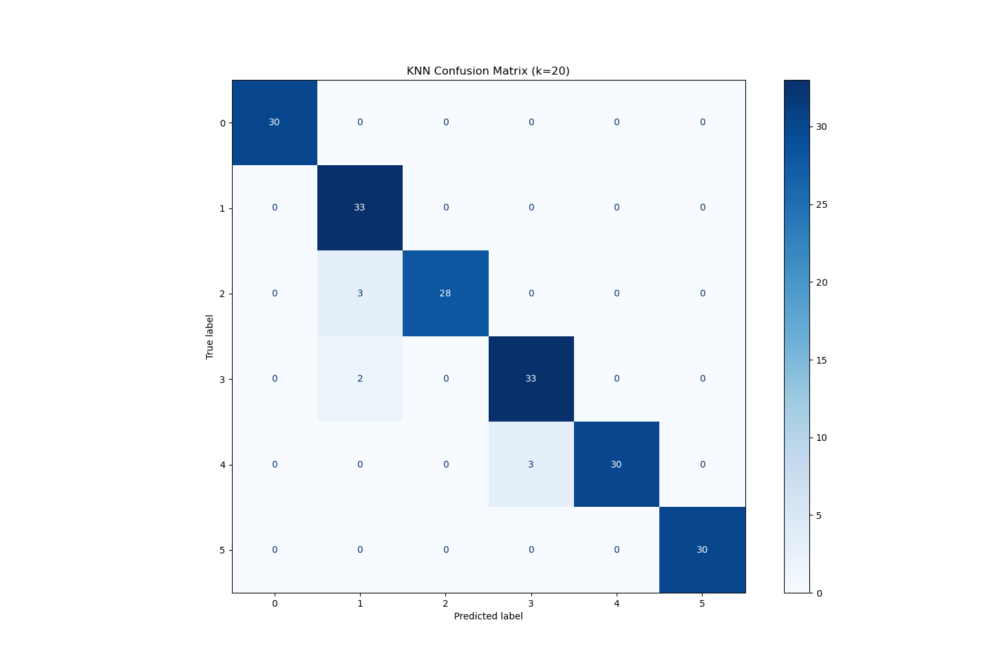 KNN Confusion Matrix (k=20)
0 30 0 0 0 0 0
1 0 33 0 0 0 0
2 0 3 28 0 0 0
3 0 2 0 33 0 0
4 0 0 0 3 30 0
5 0 0 0 0 0 30
True label
0 1 2 3 4 5
Predicted label
30
25
20
15
10
5
0